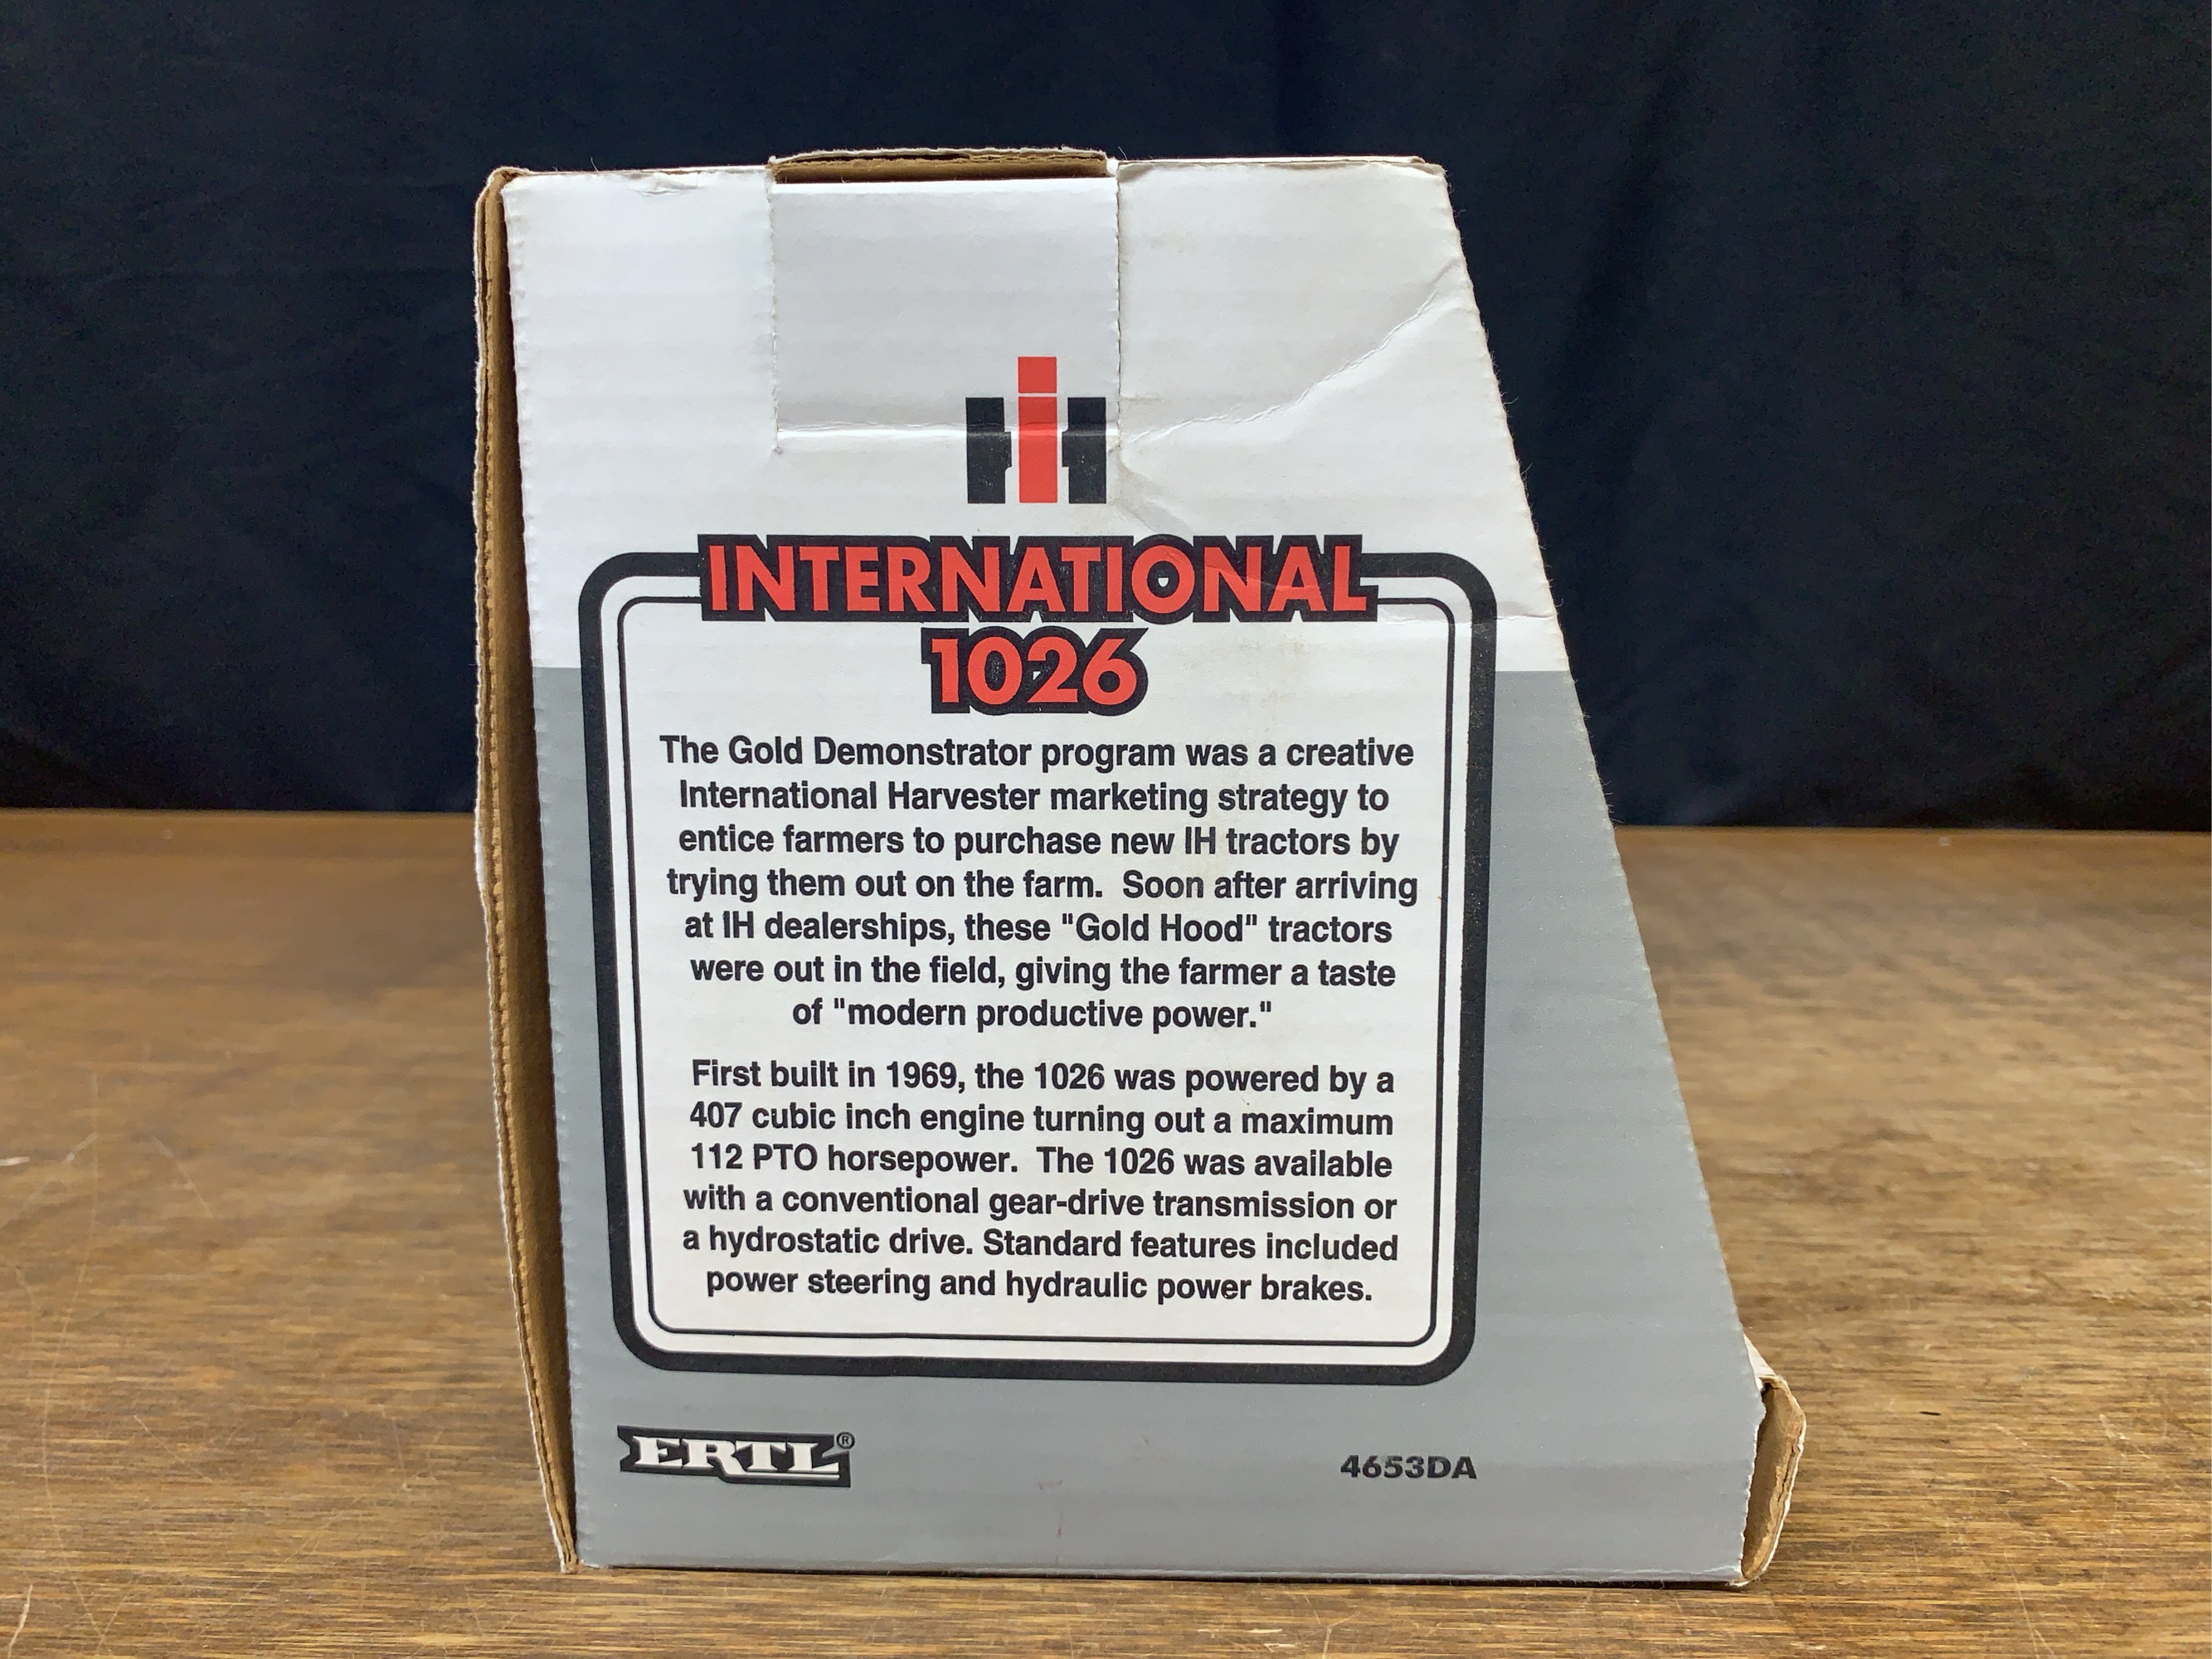 IH
INTERNATIONAL
1026
The Gold Demonstrator program was a creative
International Harvester marketing strategy to
entice farmers to purchase new IH tractors by
trying them out on the farm.  Soon after arriving
at IH dealerships, these "Gold Hood" tractors
were out in the field, giving the farmer a taste
of "modern productive power."
First built in 1969, the 1026 was powered by a
407 cubic inch engine turning out a maximum
112 PTO horsepower.  The 1026 was available
with a conventional gear-drive transmission or
a hydrostatic drive. Standard features included
power steering and hydraulic power brakes.
ERTL®
4653DA